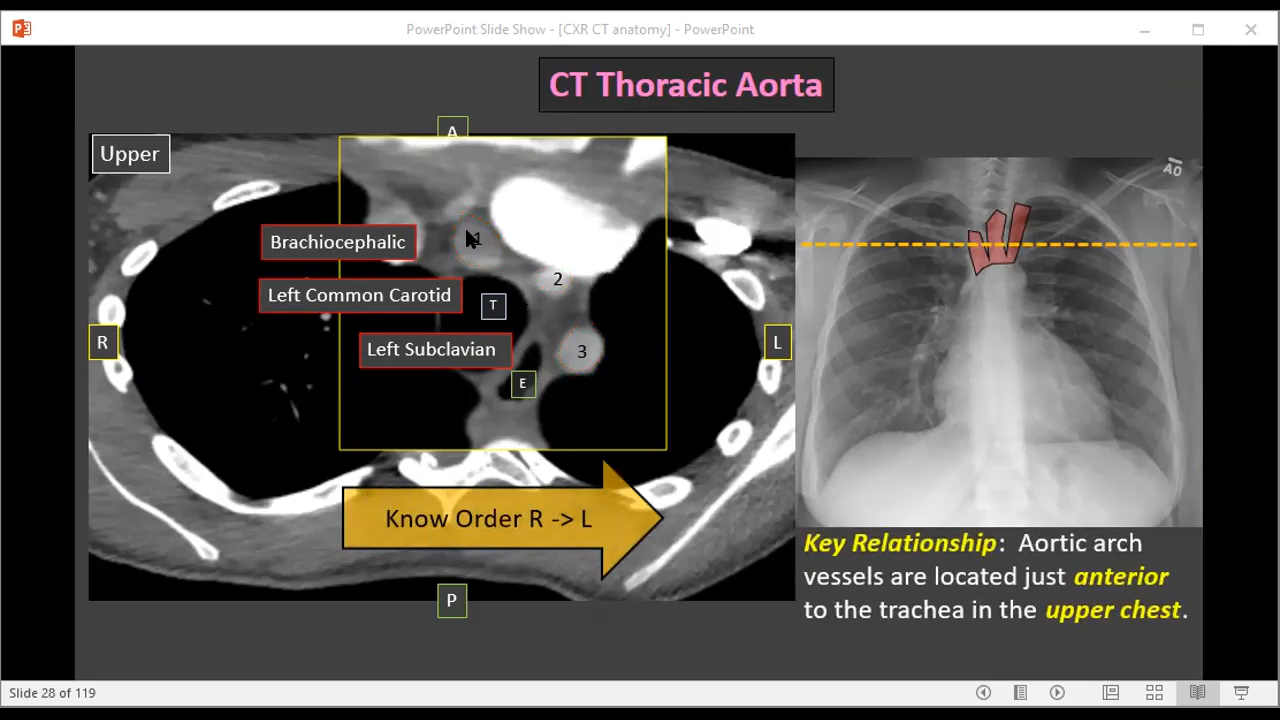 PowerPoint Slide Show - [CXR CT anatomy] - PowerPoint
CT Thoracic Aorta
A
Upper
Brachiocephalic
1
2
Left Common Carotid
T
R
Left Subclavian
3
L
E
Know Order R -> L
P
AO
Key Relationship: Aortic arch
vessels are located just anterior
to the trachea in the upper chest.
Slide 28 of 119